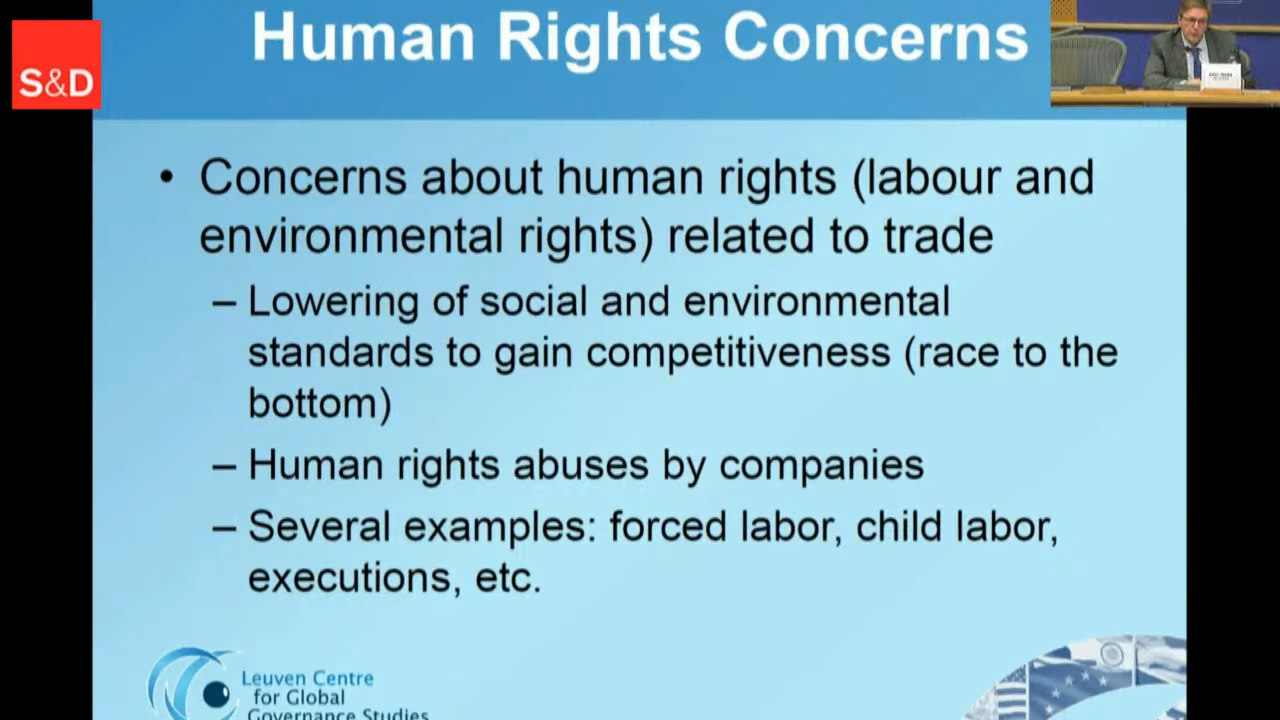 Human Rights Concerns
S&D
• Concerns about human rights (labour and
environmental rights) related to trade
– Lowering of social and environmental
standards to gain competitiveness (race to the
bottom)
– Human rights abuses by companies
– Several examples: forced labor, child labor,
executions, etc.
Leuven Centre
for Global
Governance Studies